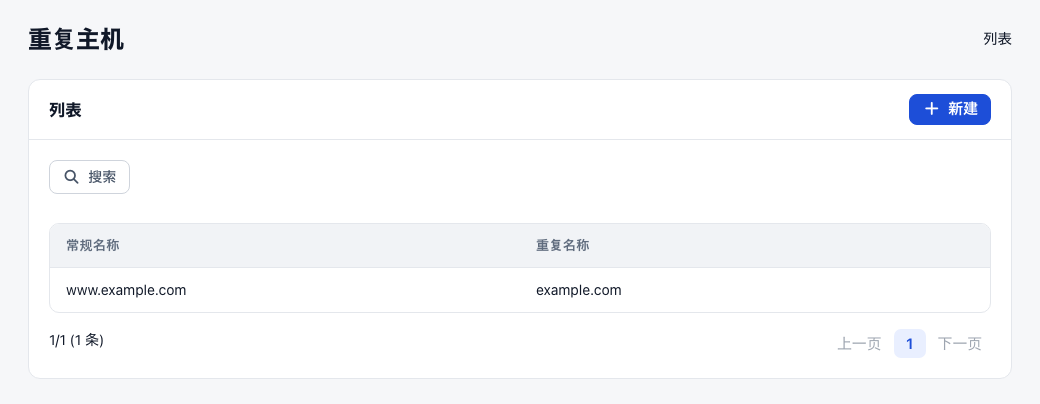 重复主机
列表
列表
新建
搜索
常规名称 重复名称
www.example.com example.com
1/1 (1 条)
上一页 1 下一页